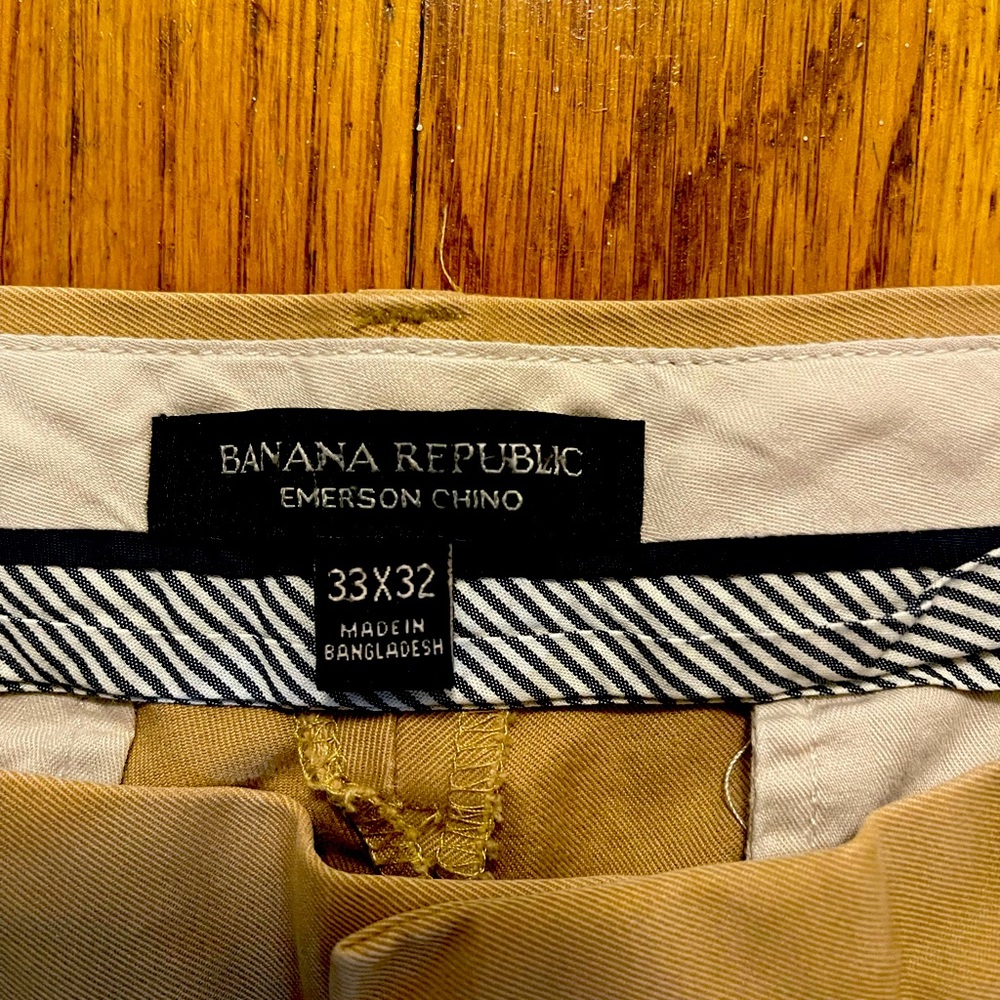 BANANA REPUBLIC
EMERSON CHINO
33X32
MADE IN
BANGLADESH